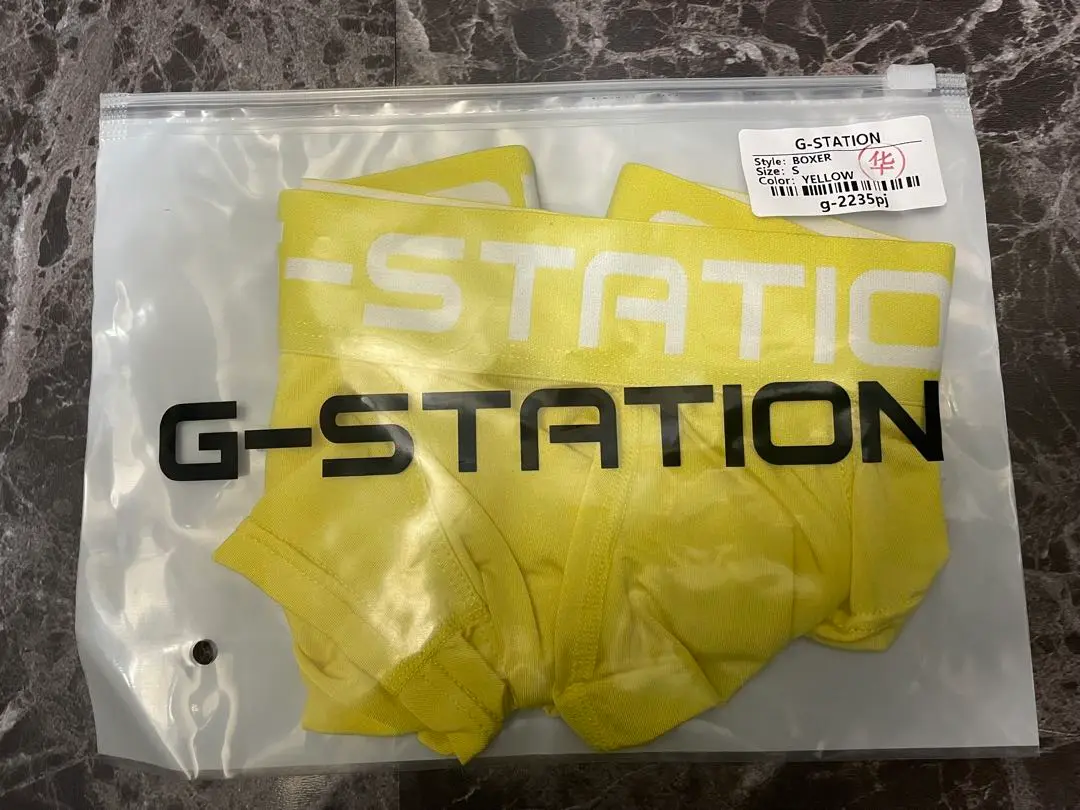 G-STATION
Style: BOXER
Size: S
Color: YELLOW
华
g-2235pj
-STATIO
G-STATION